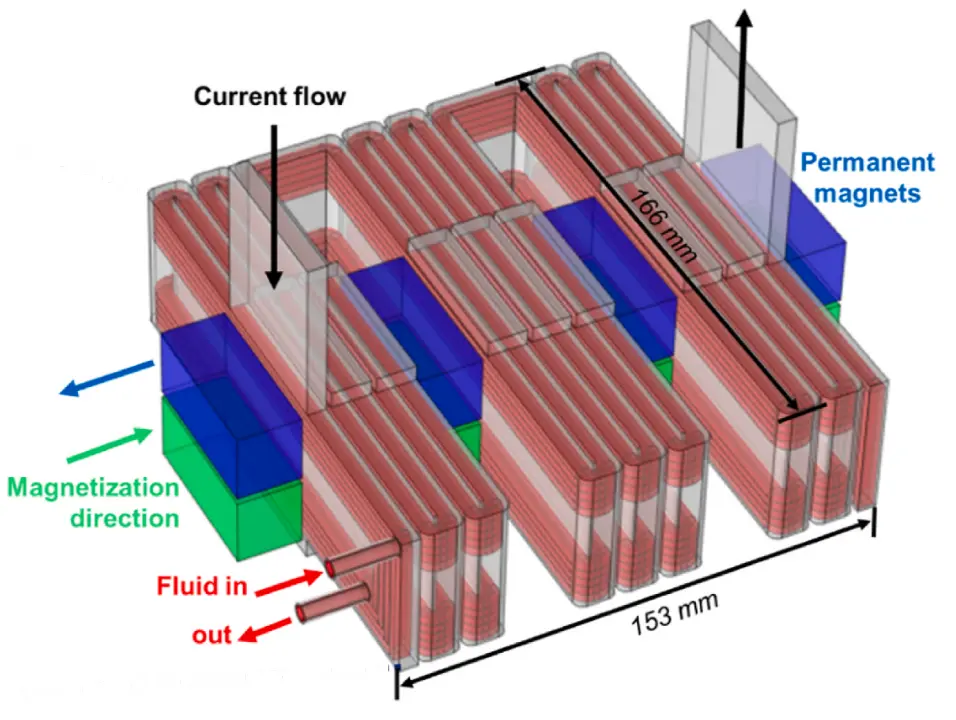 Current flow
Permanent
magnets
166 mm
Magnetization
direction
Fluid in
out
153 mm